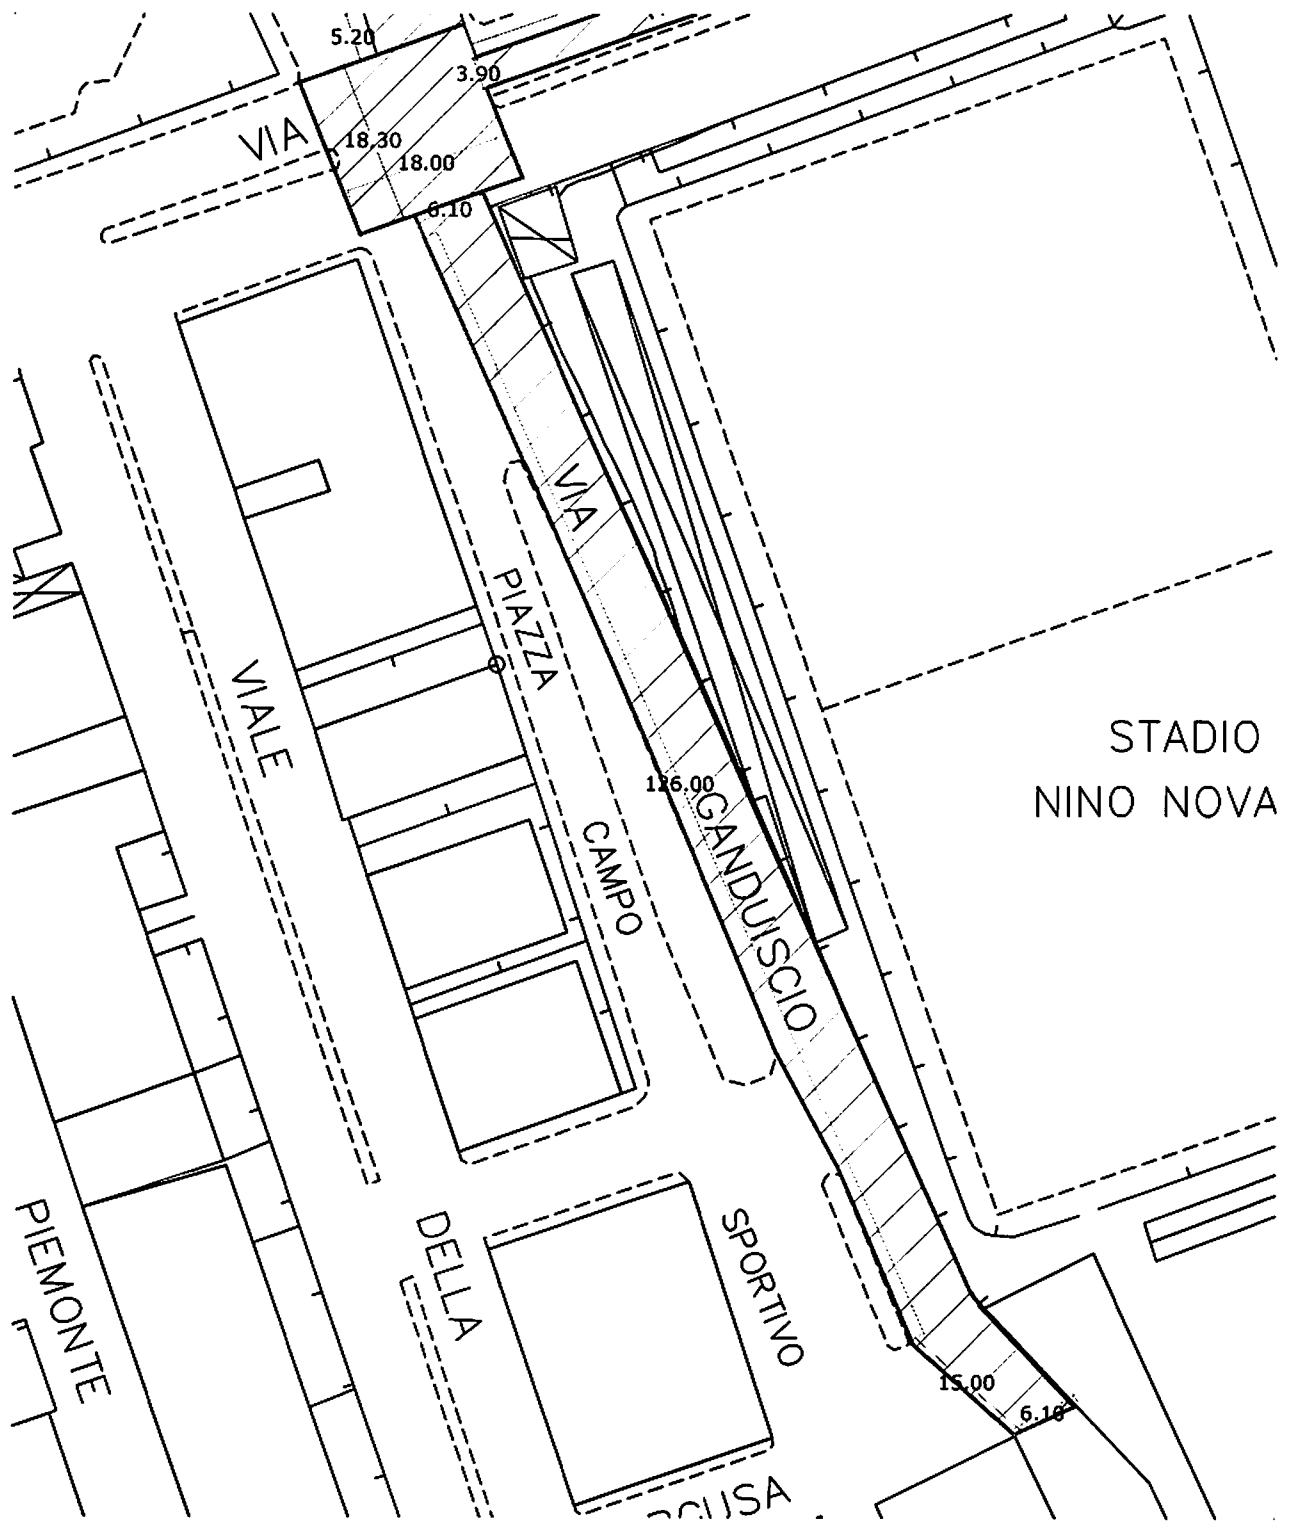 5.20
3.90
VIA
18.30
18.00
6.10
VIA
PIAZZA
VIALE
STADIO
NINO NOVA
126.00
GANDUISCIO
CAMPO
PIEMONTE
DELLA
SPORTIVO
15.00
6.10